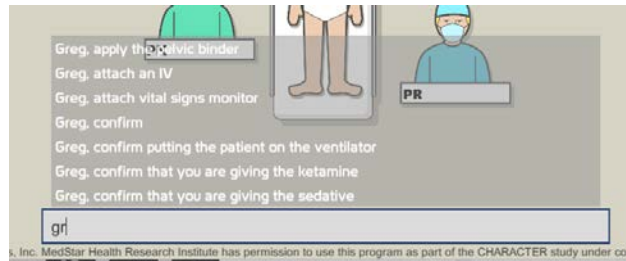 Greg, apply the pelvic binder
Greg, attach an IV
Greg, attach vital signs monitor
PR
Greg, confirm
Greg, confirm putting the patient on the ventilator
Greg, confirm that you are giving the ketamine
Greg, confirm that you are giving the sedative
gr
s, Inc. MedStar Health Research Institute has permission to use this program as part of the CHARACTER study under co